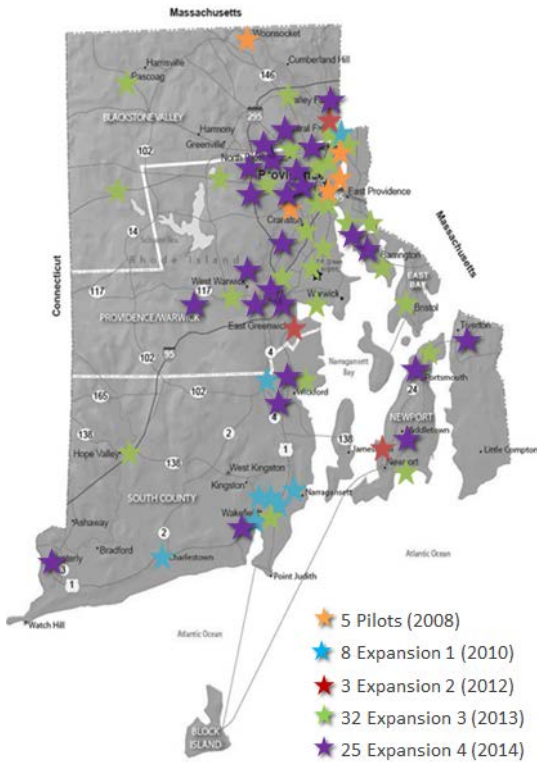 Massachusetts
Woonsocket
Harrisville
Cumberland Hill
Pascoag
146
BLACKSTONE VALLEY
295
Harmony
Greenville
102
East Providence
Cranston
14
Rhode Island
Massachusetts
Barrington
Connecticut
EAST BAY
117
West Warwick
117
Warwick
Bristol
PROVIDENCE/WARWICK
Tiverton
East Greenwich
4
Narragansett Bay
102
95
Portsmouth
24
165
102
Wickford
NEWPORT
2
4
138
1
138
Middletown
Hope Valley
138
West Kingston
Newport
Little Compton
Kingston
SOUTH COUNTY
Narragansett
Wakefield
Ashaway
2
Bradford
Charlestown
Atlantic Ocean
1
1
Point Judith
Watch Hill
Atlantic Ocean
5 Pilots (2008)
8 Expansion 1 (2010)
3 Expansion 2 (2012)
32 Expansion 3 (2013)
25 Expansion 4 (2014)
BLOCK ISLAND